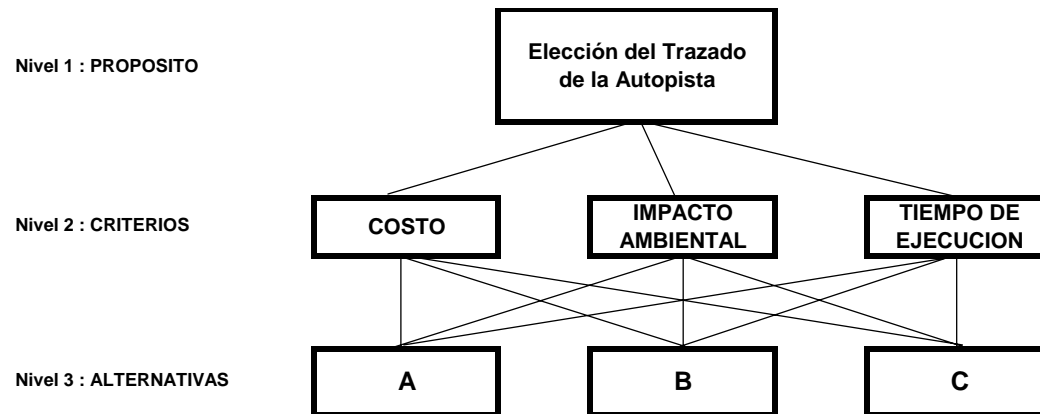 Nivel 1 : PROPOSITO
Elección del Trazado
de la Autopista
Nivel 2 : CRITERIOS
COSTO
IMPACTO
AMBIENTAL
TIEMPO DE
EJECUCION
Nivel 3 : ALTERNATIVAS
A
B
C